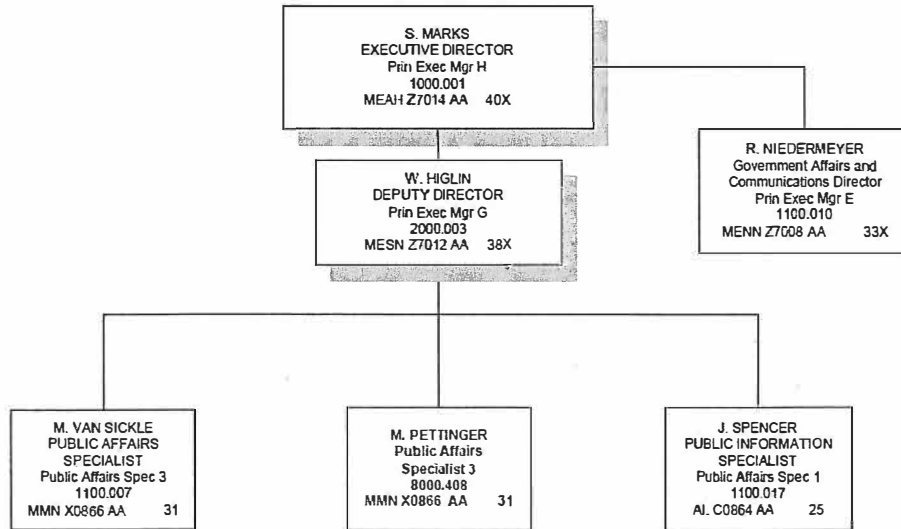 S. MARKS
EXECUTIVE DIRECTOR
Prin Exec Mgr H
1000.001
MEAH Z7014 AA 40X
R. NIEDERMEYER
Government Affairs and
Communications Director
Prin Exec Mgr E
1100.010
MENN Z7008 AA 33X
W. HIGLIN
DEPUTY DIRECTOR
Prin Exec Mgr G
2000.003
MESN Z7012 AA 38X
M. VAN SICKLE
PUBLIC AFFAIRS
SPECIALIST
Public Affairs Spec 3
1100.007
MMN X0866 AA 31
M. PETTINGER
Public Affairs
Specialist 3
8000.408
MMN X0866 AA 31
J. SPENCER
PUBLIC INFORMATION
SPECIALIST
Public Affairs Spec 1
1100.017
AI. C0864 AA 25